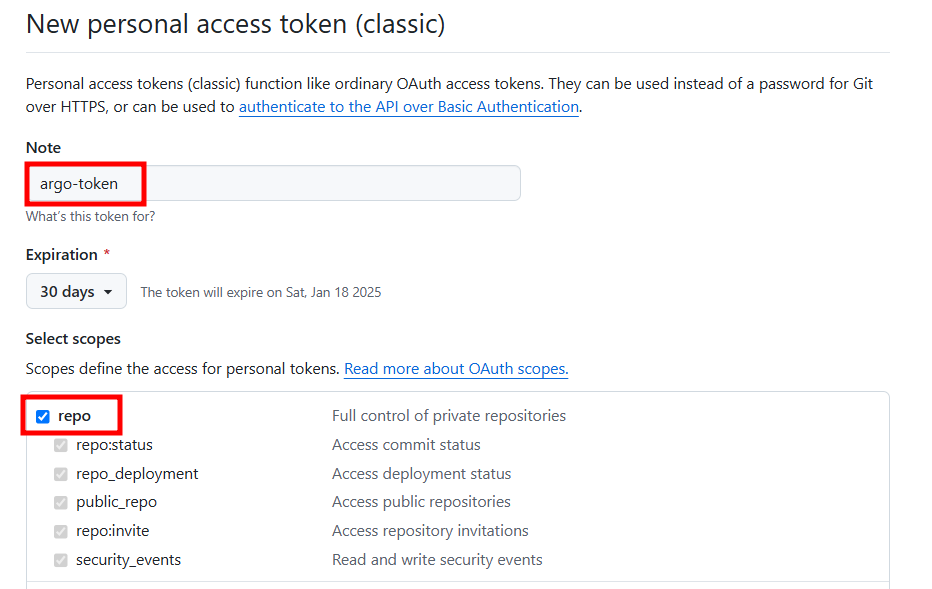 New personal access token (classic)
Personal access tokens (classic) function like ordinary OAuth access tokens. They can be used instead of a password for Git
over HTTPS, or can be used to authenticate to the API over Basic Authentication.
Note
argo-token
What's this token for?
Expiration *
30 days The token will expire on Sat, Jan 18 2025
Select scopes
Scopes define the access for personal tokens. Read more about OAuth scopes.
repo Full control of private repositories
repo:status Access commit status
repo_deployment Access deployment status
public_repo Access public repositories
repo:invite Access repository invitations
security_events Read and write security events